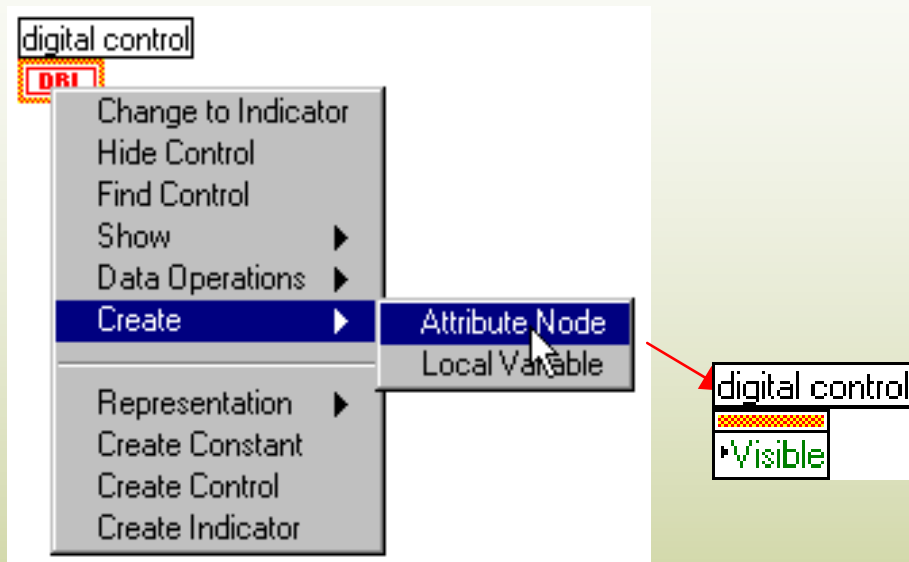 digital control
DBL
Change to Indicator
Hide Control
Find Control
Show
Data Operations
Create
Attribute Node
Local Variable
Representation
Create Constant
Create Control
Create Indicator
digital control
Visible